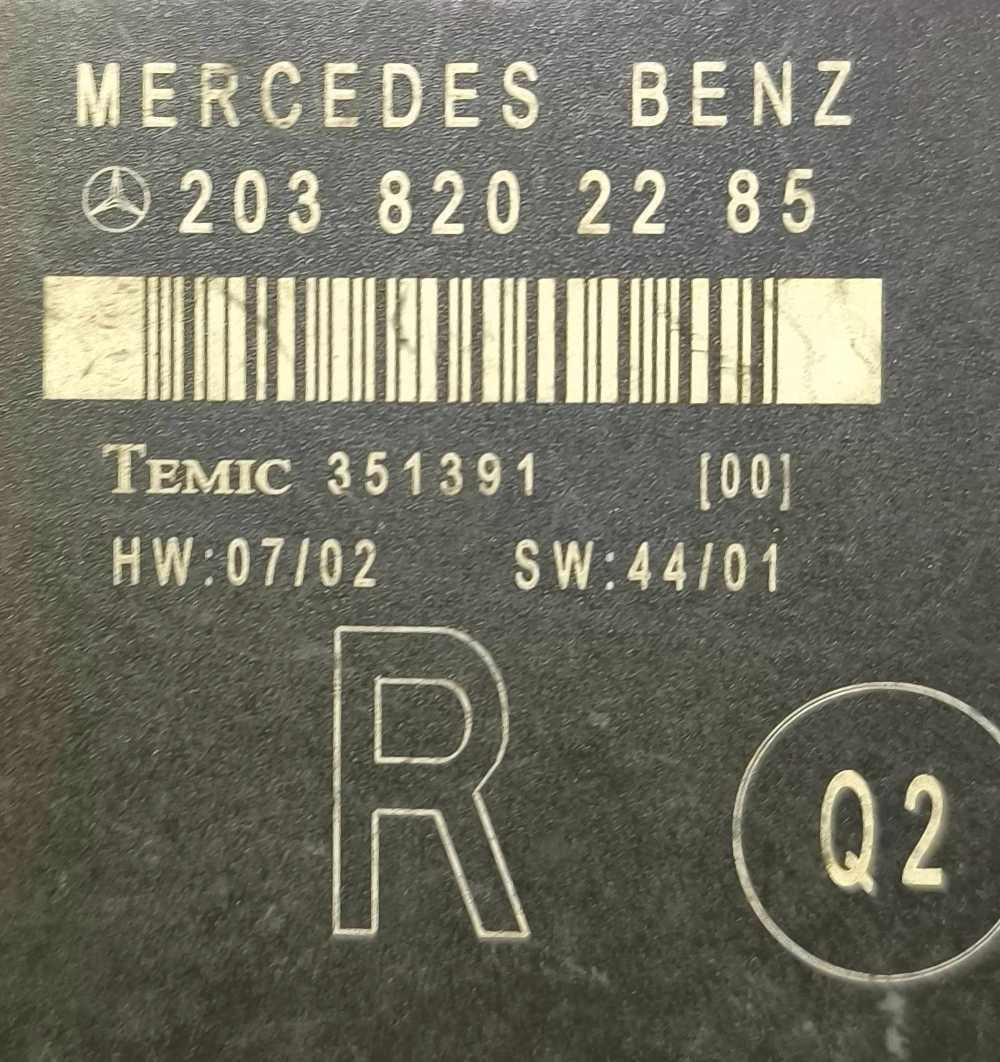 MERCEDES BENZ
203 820 22 85
TEMIC 351391 [00]
HW:07/02 SW:44/01
R
Q2